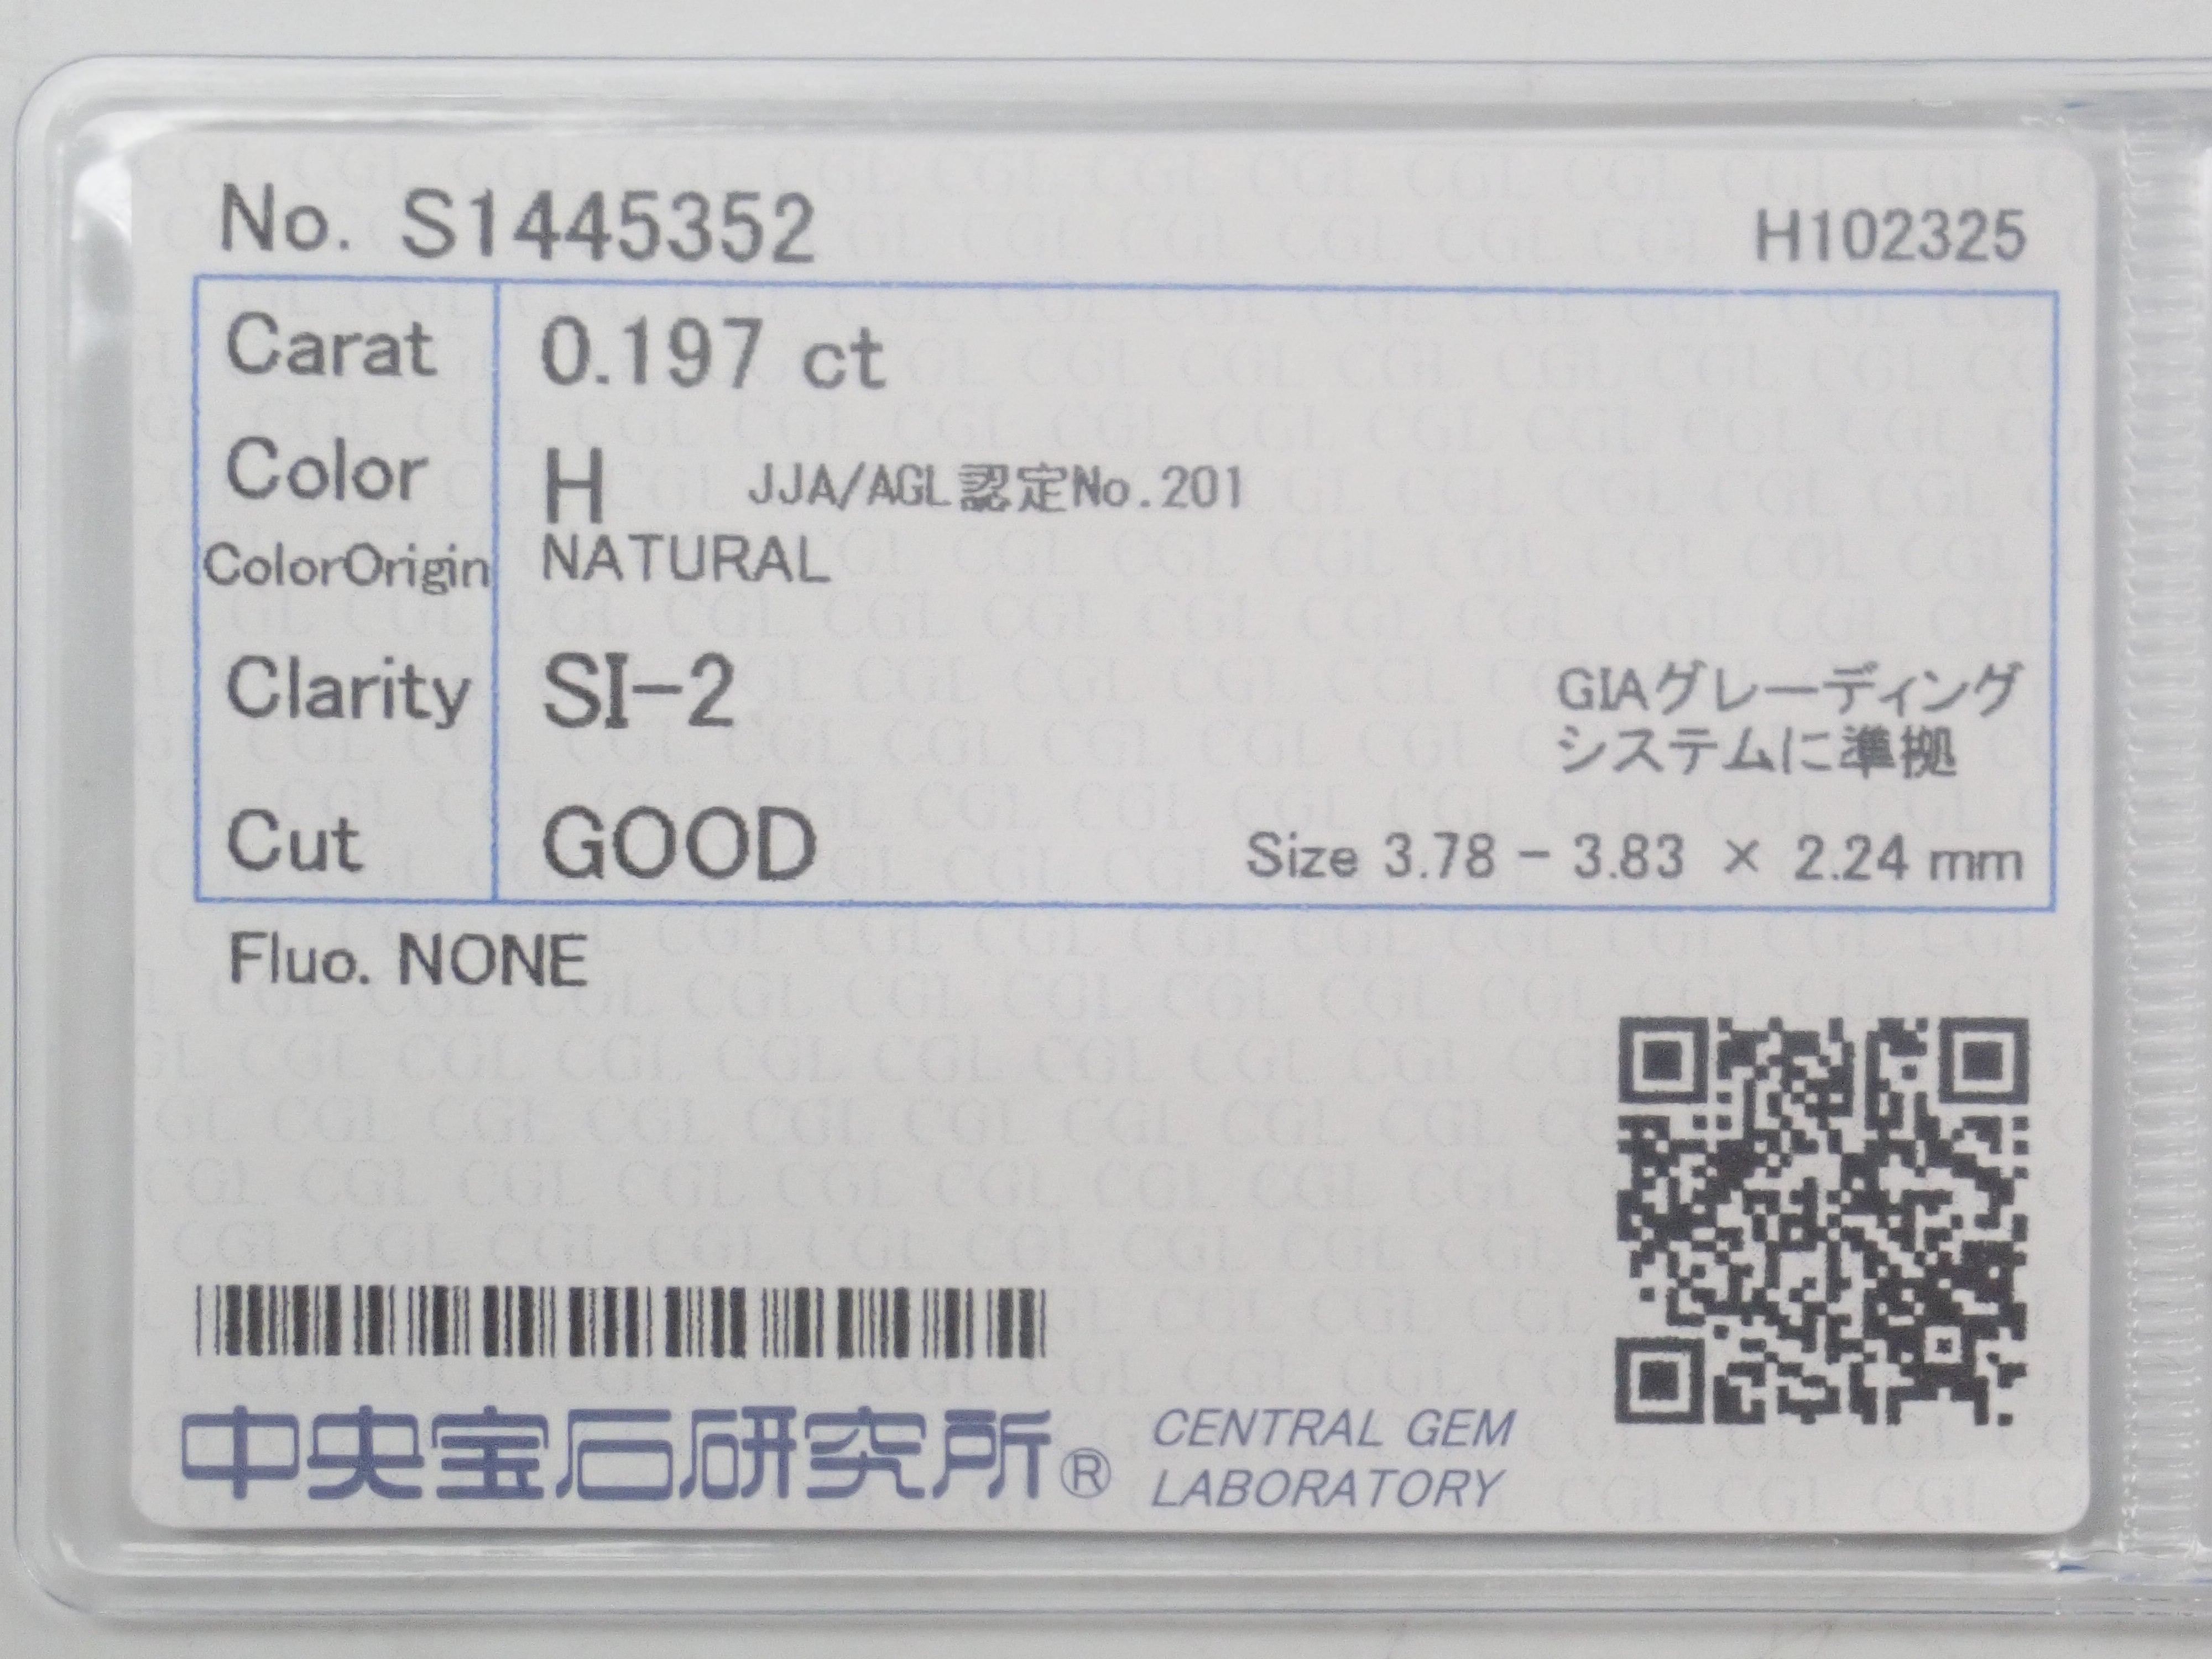 No. S1445352
H102325
Carat 0.197 ct
Color H JJA/AGL認定No.201
ColorOrigin NATURAL
Clarity SI-2
GIAグレーディング
システムに準拠
Cut GOOD
Size 3.78 - 3.83 × 2.24 mm
Fluo. NONE
中央宝石研究所®
CENTRAL GEM
LABORATORY